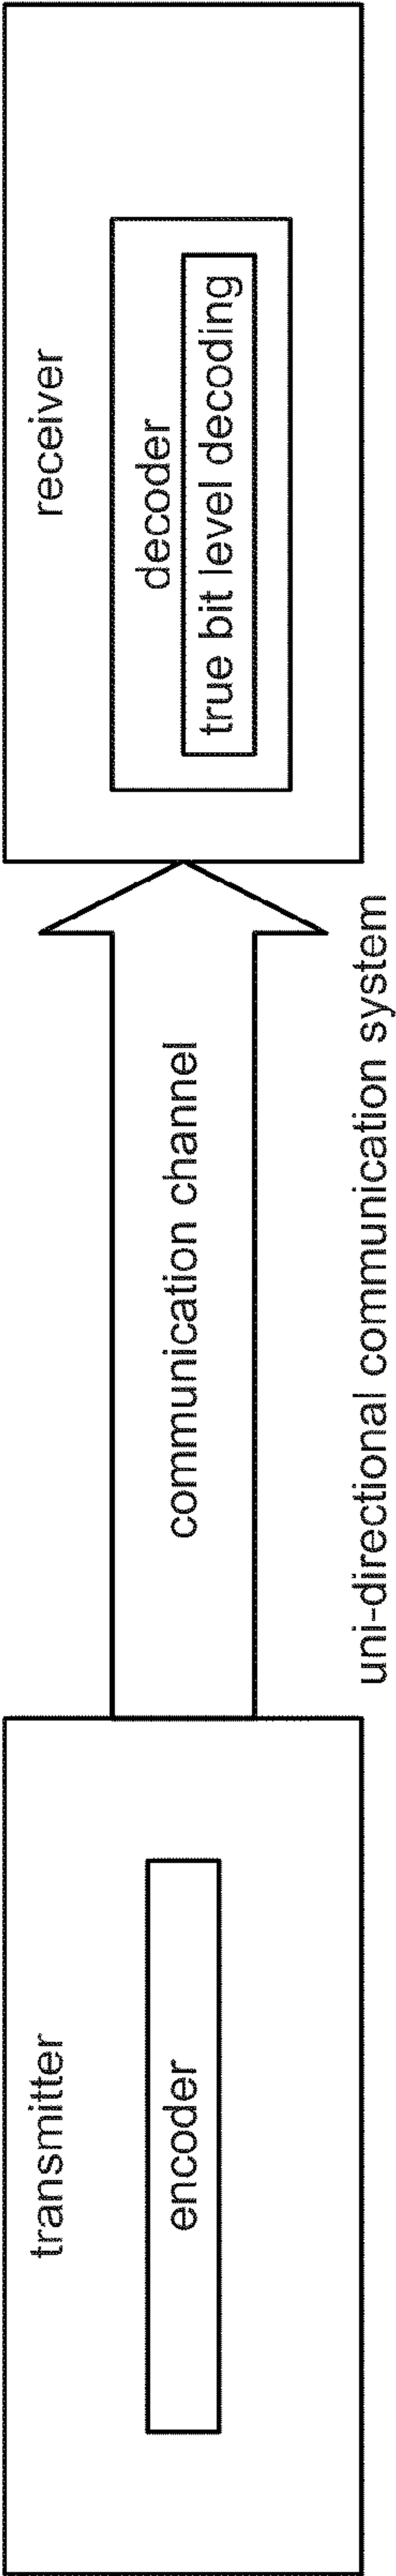 transmitter
encoder
communication channel
receiver
decoder
true bit level decoding
uni-directional communication system